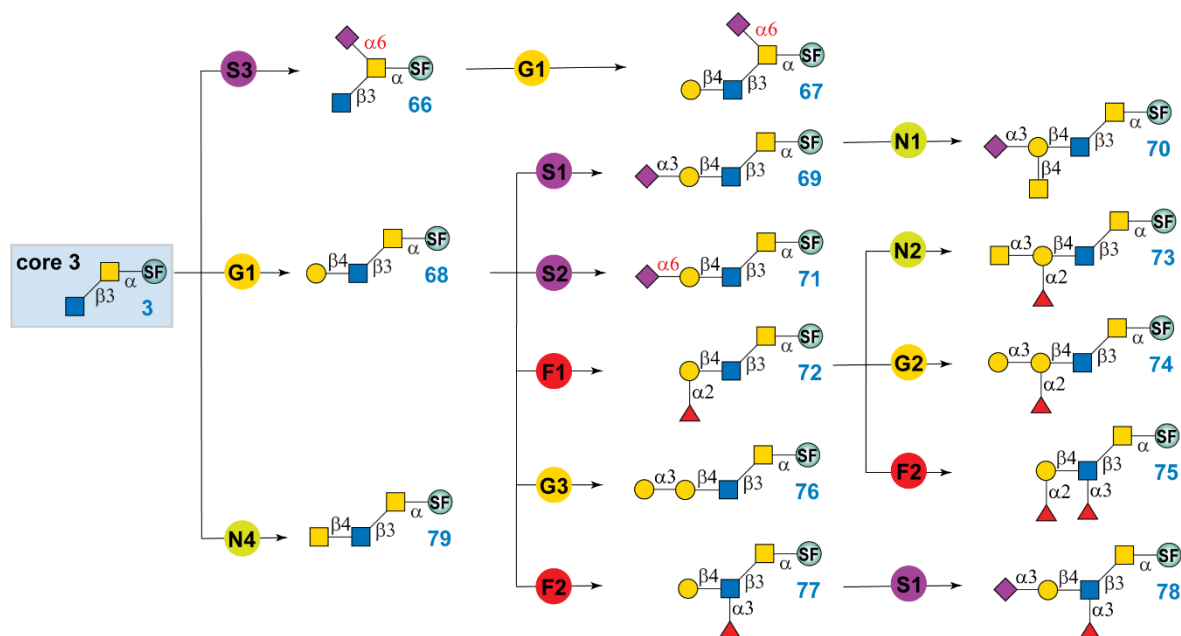 α6
S3
α
SF
β3
66
G1
α6
β4
α
SF
β3
67
core 3
α
SF
β3
3
G1
β4
β3
α
SF
68
S1
α3
β4
β3
α
SF
69
N1
α3
β4
β4
β3
α
SF
70
S2
α6
β4
β3
α
SF
71
N2
α3
β4
α2
β3
α
SF
73
F1
β4
α2
β3
α
SF
72
G2
α3
β4
α2
β3
α
SF
74
G3
α3
β4
β3
α
SF
76
F2
β4
α2
α3
β3
α
SF
75
N4
β4
β3
α
SF
79
F2
β4
α3
β3
α
SF
77
S1
α3
β4
α3
β3
α
SF
78